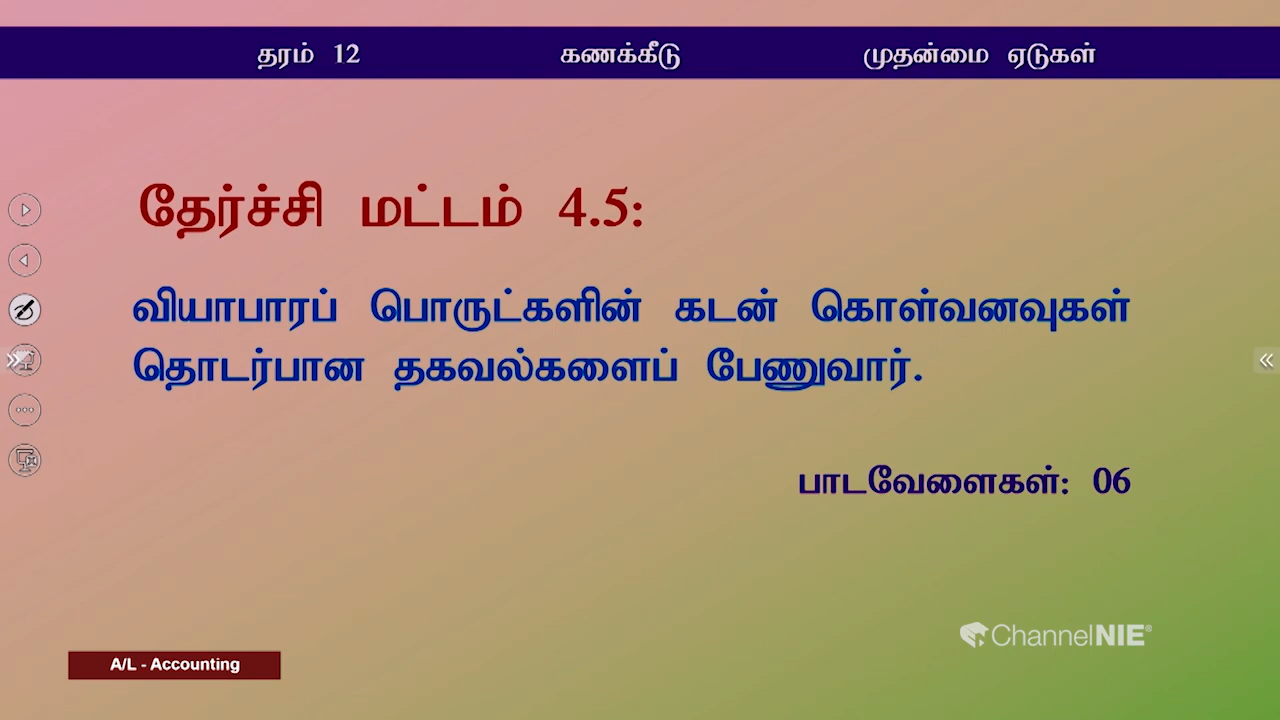 தரம் 12 கணக்கீடு முதன்மை ஏடுகள்
தேர்ச்சி மட்டம் 4.5:
வியாபாரப் பொருட்களின் கடன் கொள்வனவுகள்
தொடர்பான தகவல்களைப் பேணுவார்.
பாடவேளைகள்: 06
ChannelNIE®
A/L - Accounting